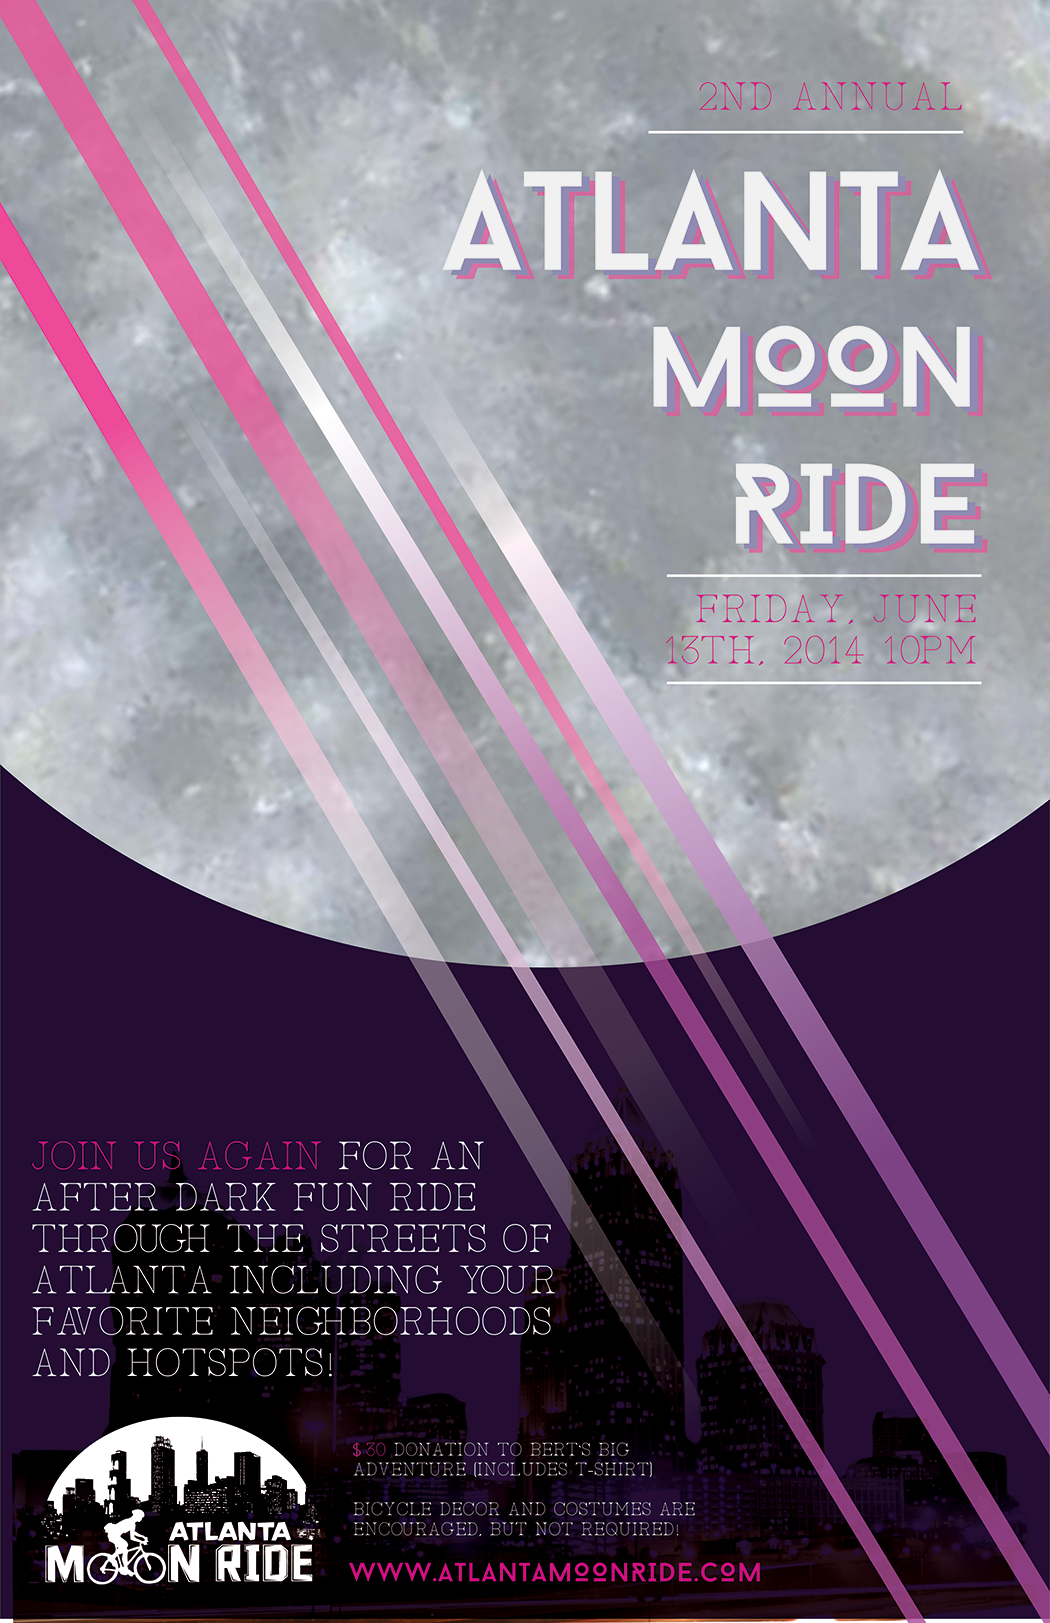 2ND ANNUAL
ATLANTA
MOON
RIDE
FRIDAY, JUNE
13TH, 2014 10PM
JOIN US AGAIN FOR AN
AFTER DARK FUN RIDE
THROUGH THE STREETS OF
ATLANTA INCLUDING YOUR
FAVORITE NEIGHBORHOODS
AND HOTSPOTS!
$30 DONATION TO BERT'S BIG
ADVENTURE (INCLUDES T-SHIRT)
BICYCLE DECOR AND COSTUMES ARE
ENCOURAGED, BUT NOT REQUIRED!
WWW.ATLANTAMOONRIDE.COM
ATLANTA
MOON RIDE